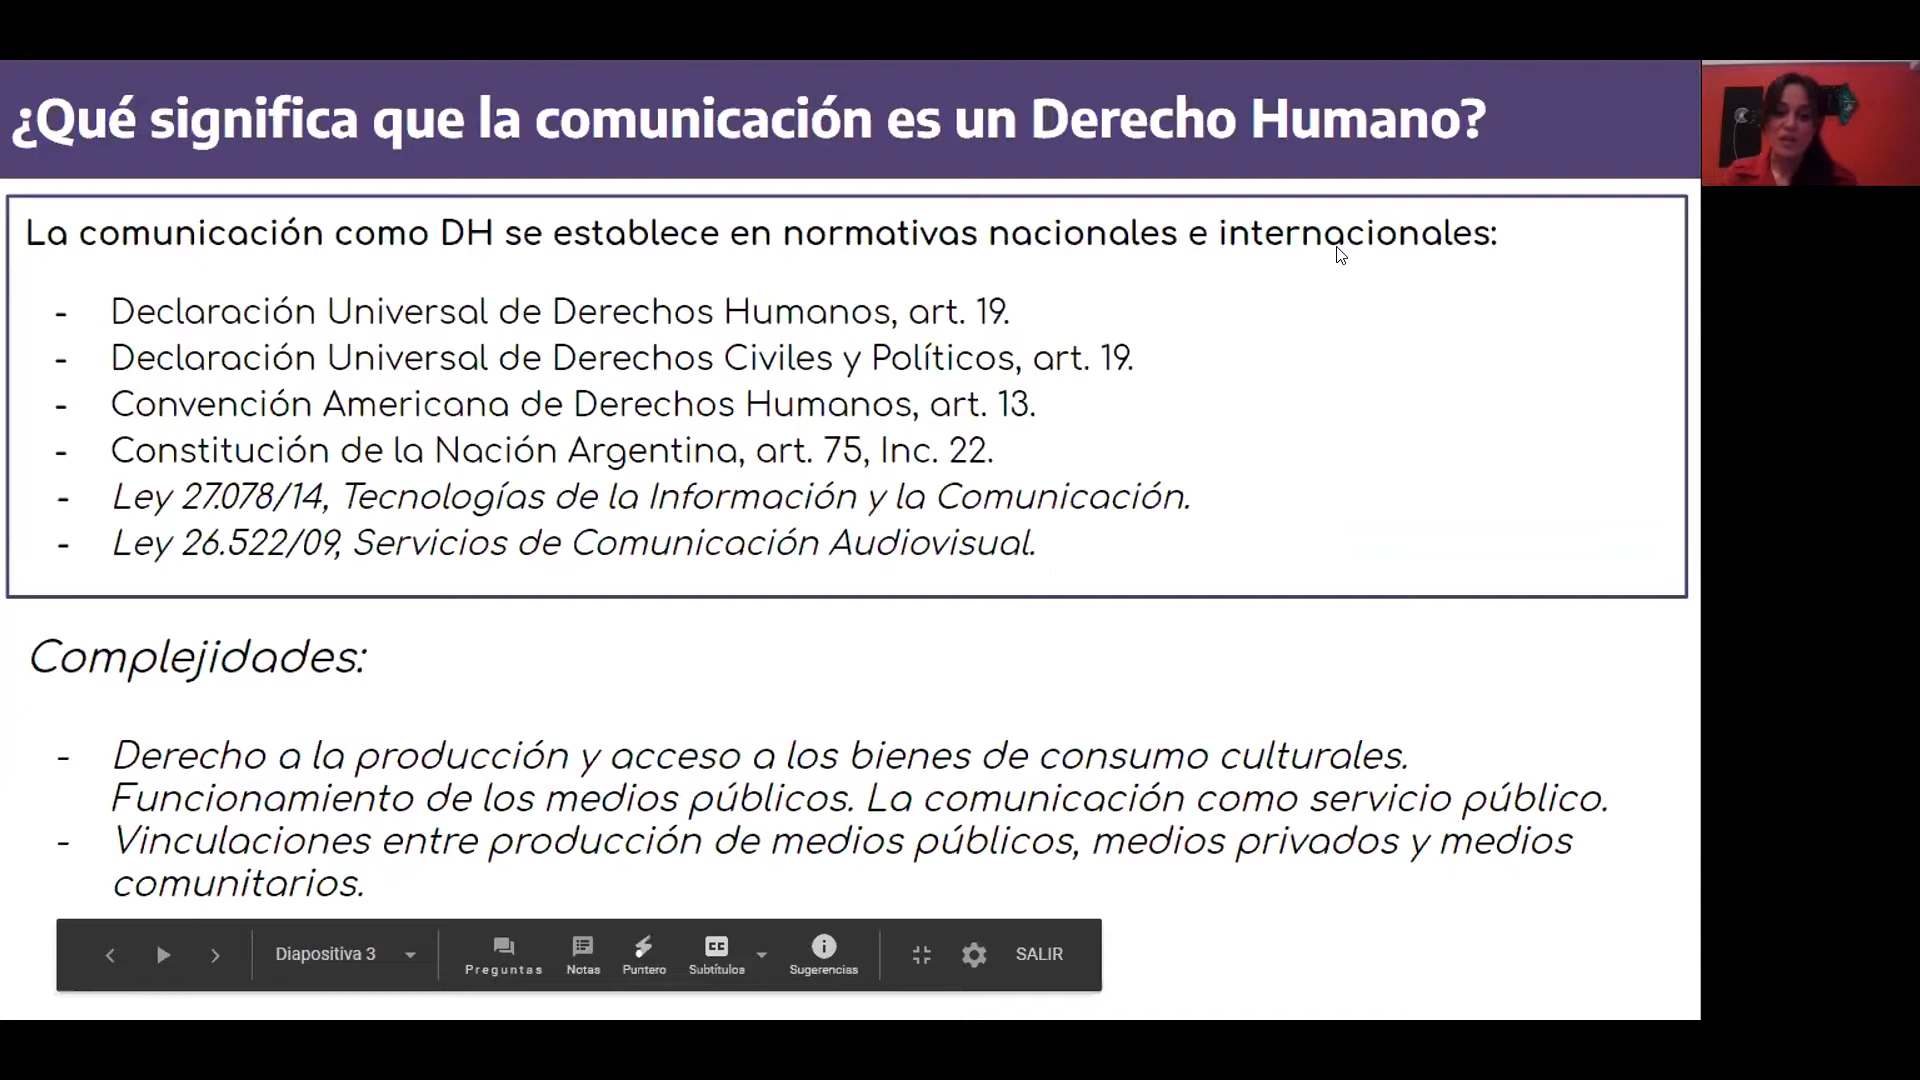 ¿Qué significa que la comunicación es un Derecho Humano?
La comunicación como DH se establece en normativas nacionales e internacionales:
- Declaración Universal de Derechos Humanos, art. 19.
- Declaración Universal de Derechos Civiles y Políticos, art. 19.
- Convención Americana de Derechos Humanos, art. 13.
- Constitución de la Nación Argentina, art. 75, Inc. 22.
- Ley 27.078/14, Tecnologías de la Información y la Comunicación.
- Ley 26.522/09, Servicios de Comunicación Audiovisual.
Complejidades:
- Derecho a la producción y acceso a los bienes de consumo culturales.
Funcionamiento de los medios públicos. La comunicación como servicio público.
- Vinculaciones entre producción de medios públicos, medios privados y medios
comunitarios.
Diapositiva 3 Preguntas Notas Puntero Subtítulos Sugerencias SALIR